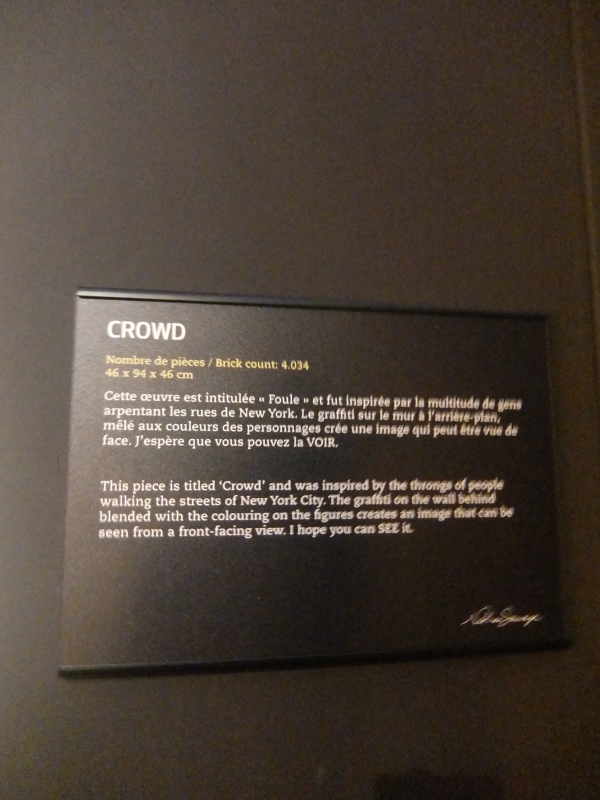 CROWD
Nombre de pièces / Brick count: 4.034
46 x 94 x 46 cm
Cette œuvre est intitulée « Foule » et fut inspirée par la multitude de gens
arpentant les rues de New York. Le graffiti sur le mur à l'arrière-plan,
mêlé aux couleurs des personnages crée une image qui peut être vue de
face. J'espère que vous pouvez la VOIR.
This piece is titled 'Crowd' and was inspired by the throngs of people
walking the streets of New York City. The graffiti on the wall behind
blended with the colouring on the figures creates an image that can be
seen from a front-facing view. I hope you can SEE it.